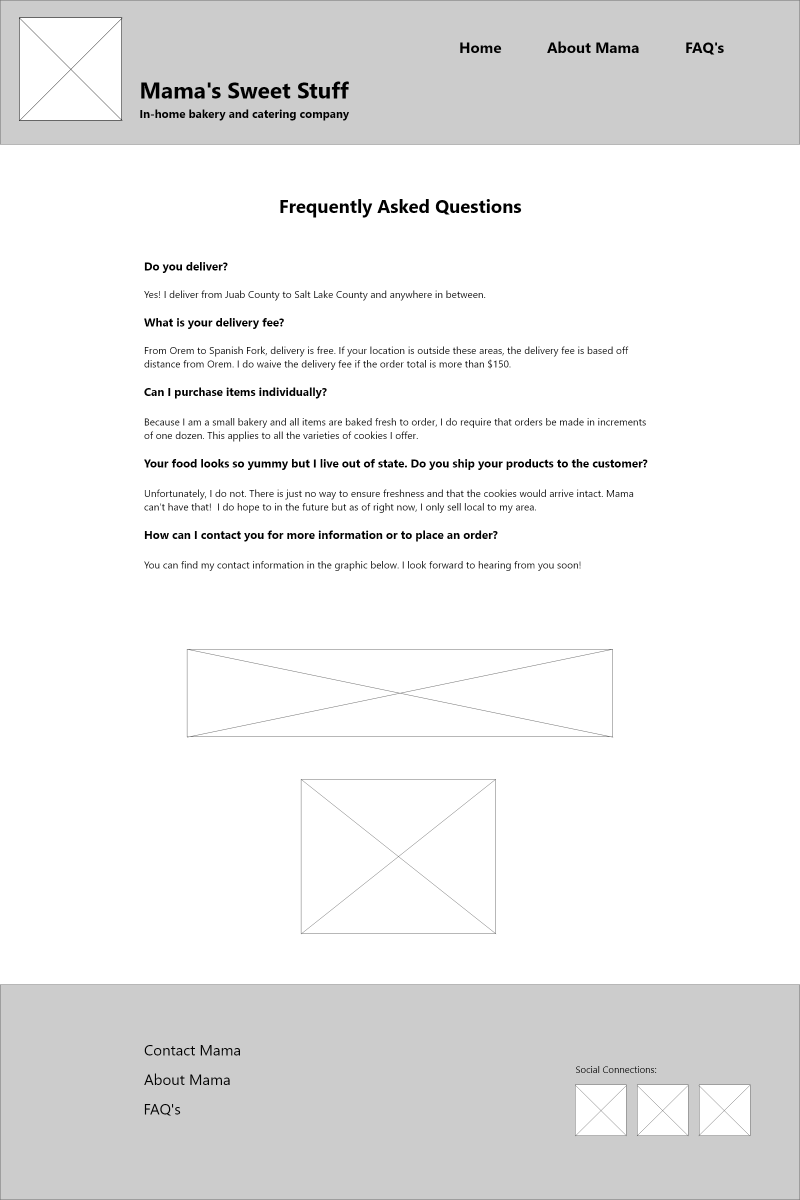 Home About Mama FAQ's
Mama's Sweet Stuff
In-home bakery and catering company
Frequently Asked Questions
Do you deliver?
Yes! I deliver from Juab County to Salt Lake County and anywhere in between.
What is your delivery fee?
From Orem to Spanish Fork, delivery is free. If your location is outside these areas, the delivery fee is based off
distance from Orem. I do waive the delivery fee if the order total is more than $150.
Can I purchase items individually?
Because I am a small bakery and all items are baked fresh to order, I do require that orders be made in increments
of one dozen. This applies to all the varieties of cookies I offer.
Your food looks so yummy but I live out of state. Do you ship your products to the customer?
Unfortunately, I do not. There is just no way to ensure freshness and that the cookies would arrive intact. Mama
can't have that!  I do hope to in the future but as of right now, I only sell local to my area.
How can I contact you for more information or to place an order?
You can find my contact information in the graphic below. I look forward to hearing from you soon!
Contact Mama
About Mama
FAQ's
Social Connections: